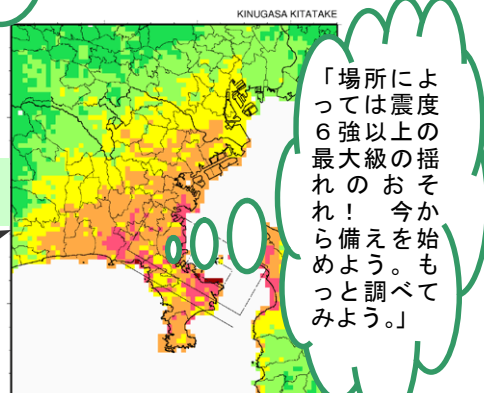 KINUGASA KITATAKE
「場所によ
っては震度
６強以上の
最大級の揺
れのおそ
れ！　今か
ら備えを始
めよう。も
っと調べて
みよう。」